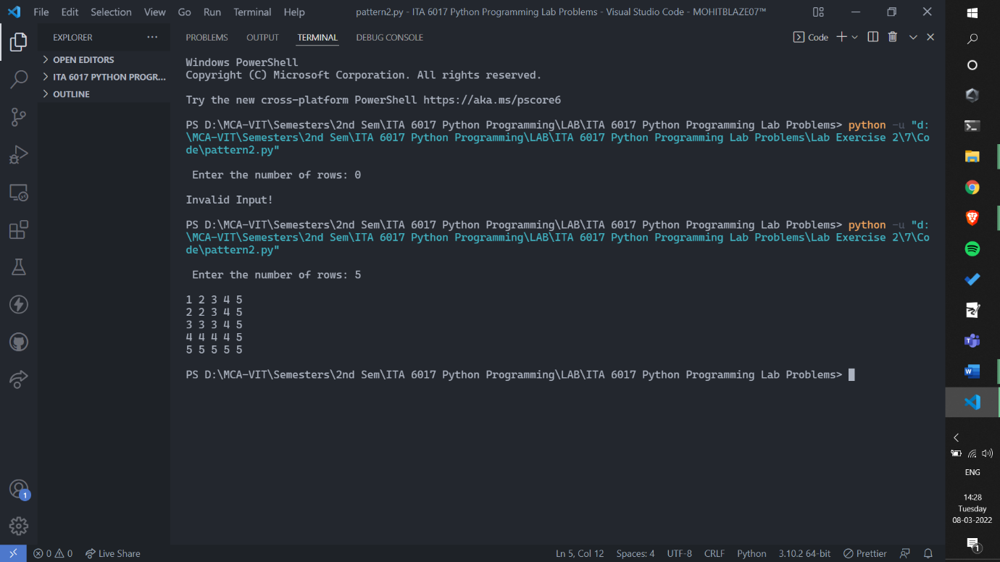 File Edit Selection View Go Run Terminal Help pattern2.py - ITA 6017 Python Programming Lab Problems - Visual Studio Code - MOHITBLAZE07™
EXPLORER
OPEN EDITORS
ITA 6017 PYTHON PROGR...
OUTLINE
PROBLEMS OUTPUT TERMINAL DEBUG CONSOLE Code
Windows PowerShell
Copyright (C) Microsoft Corporation. All rights reserved.
Try the new cross-platform PowerShell https://aka.ms/pscore6
PS D:\MCA-VIT\Semesters\2nd Sem\ITA 6017 Python Programming\LAB\ITA 6017 Python Programming Lab Problems> python -u "d:
\MCA-VIT\Semesters\2nd Sem\ITA 6017 Python Programming\LAB\ITA 6017 Python Programming Lab Problems\Lab Exercise 2\7\Co
de\pattern2.py"
Enter the number of rows: 0
Invalid Input!
PS D:\MCA-VIT\Semesters\2nd Sem\ITA 6017 Python Programming\LAB\ITA 6017 Python Programming Lab Problems> python -u "d:
\MCA-VIT\Semesters\2nd Sem\ITA 6017 Python Programming\LAB\ITA 6017 Python Programming Lab Problems\Lab Exercise 2\7\Co
de\pattern2.py"
Enter the number of rows: 5
1 2 3 4 5
2 2 3 4 5
3 3 3 4 5
4 4 4 4 5
5 5 5 5 5
PS D:\MCA-VIT\Semesters\2nd Sem\ITA 6017 Python Programming\LAB\ITA 6017 Python Programming Lab Problems>
1
0 0 Live Share Ln 5, Col 12 Spaces: 4 UTF-8 CRLF Python 3.10.2 64-bit Prettier
ENG
14:28
Tuesday
08-03-2022
1